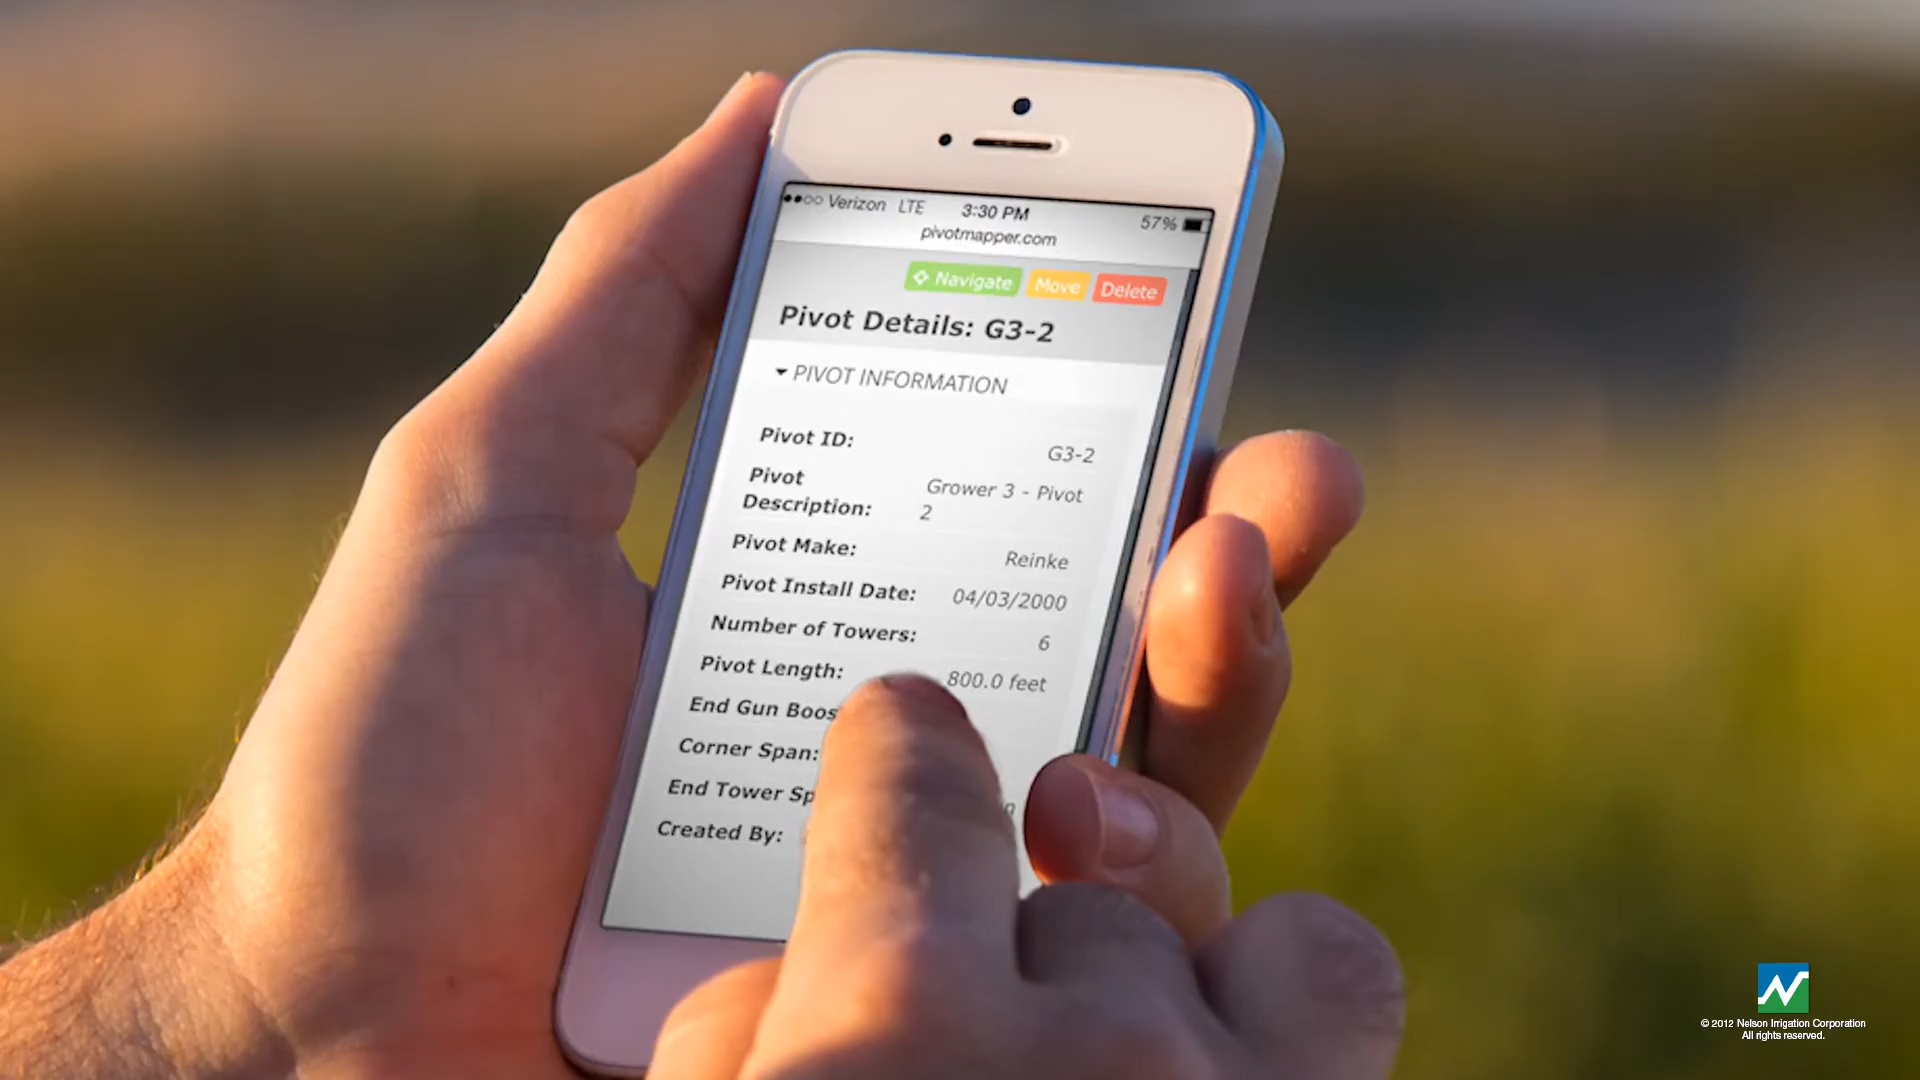 Verizon LTE 3:30 PM 57%
pivotmapper.com
Navigate Move Delete
Pivot Details: G3-2
PIVOT INFORMATION
Pivot ID: G3-2
Pivot Description: Grower 3 - Pivot
2
Pivot Make: Reinke
Pivot Install Date: 04/03/2000
Number of Towers: 6
Pivot Length: 800.0 feet
End Gun
Corner Span:
End Tower
Created By:
© 2012 Nelson Irrigation Corporation
All rights reserved.